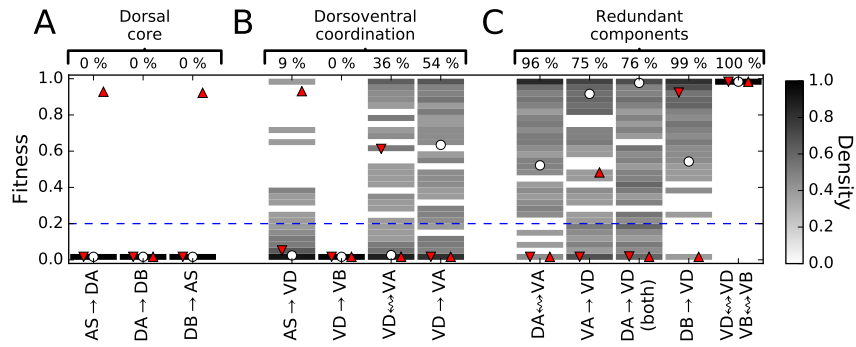 A
Dorsal
core
B
Dorsoventral
coordination
C
Redundant
components
0 % 0 % 0 % 9 % 0 % 36 % 54 % 96 % 75 % 76 % 99 % 100 %
Fitness
1.0
0.8
0.6
0.4
0.2
0.0
1.0
0.8
0.6
0.4
0.2
0.0
Density
AS → DA
DA → DB
DB → AS
AS → VD
VD → VB
VD↭VA
VD → VA
DA↭VA
VA → VD
DA → VD
(both)
DB → VD
VD↭VD
VB↭VB